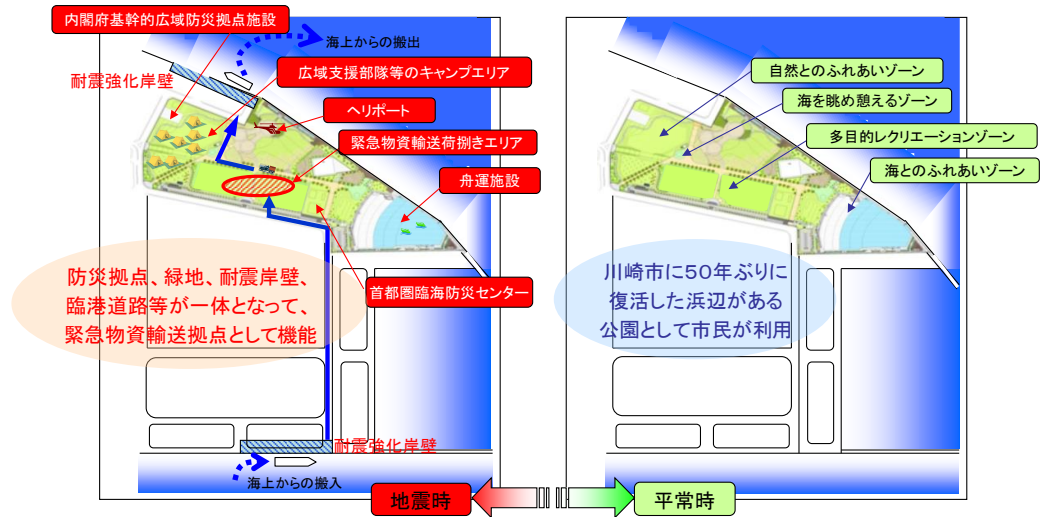 内閣府基幹的広域防災拠点施設
海上からの搬出
耐震強化岸壁
広域支援部隊等のキャンプエリア
ヘリポート
緊急物資輸送荷捌きエリア
舟運施設
防災拠点、緑地、耐震岸壁、
臨港道路等が一体となって、
緊急物資輸送拠点として機能
首都圏臨海防災センター
耐震強化岸壁
海上からの搬入
地震時
自然とのふれあいゾーン
海を眺め憩えるゾーン
多目的レクリエーションゾーン
海とのふれあいゾーン
川崎市に50年ぶりに
復活した浜辺がある
公園として市民が利用
平常時